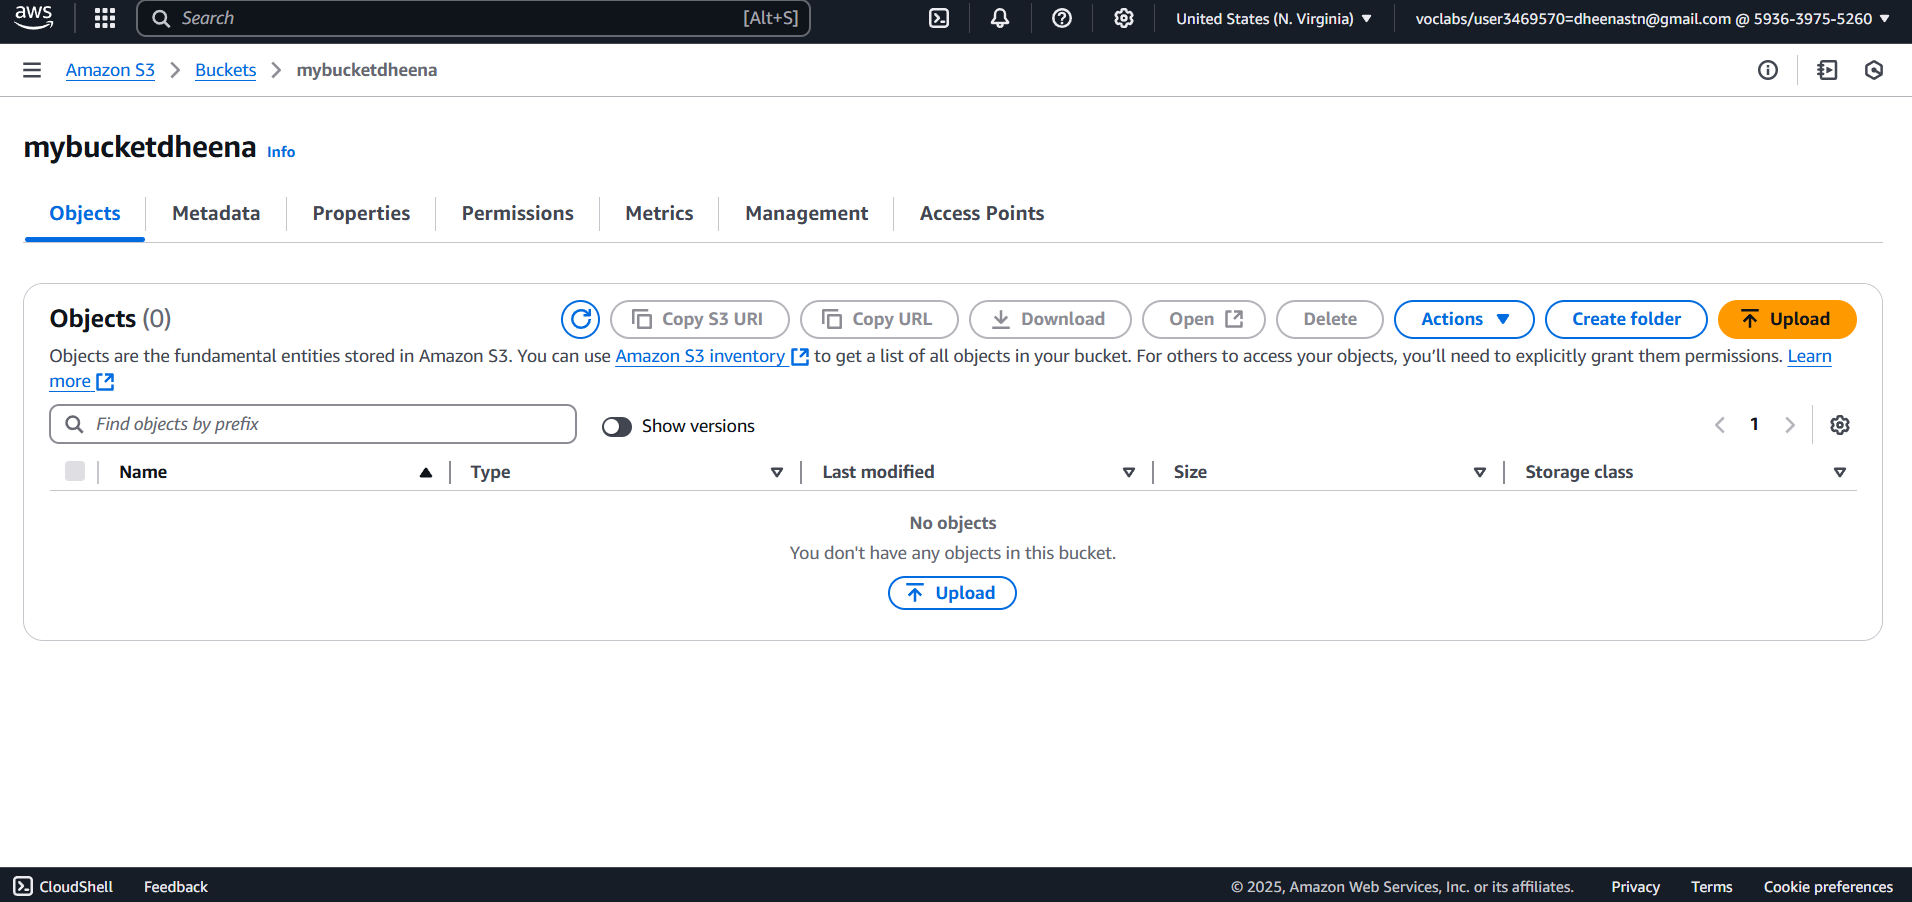 aws Search [Alt+S] United States (N. Virginia) voclabs/user3469570=dheenastn@gmail.com @ 5936-3975-5260
Amazon S3 Buckets mybucketdheena
mybucketdheena Info
Objects Metadata Properties Permissions Metrics Management Access Points
Objects (0) Copy S3 URI Copy URL Download Open Delete Actions Create folder Upload
Objects are the fundamental entities stored in Amazon S3. You can use Amazon S3 inventory to get a list of all objects in your bucket. For others to access your objects, you’ll need to explicitly grant them permissions. Learn
more
Find objects by prefix Show versions 1
Name Type Last modified Size Storage class
No objects
You don't have any objects in this bucket.
Upload
CloudShell Feedback © 2025, Amazon Web Services, Inc. or its affiliates. Privacy Terms Cookie preferences